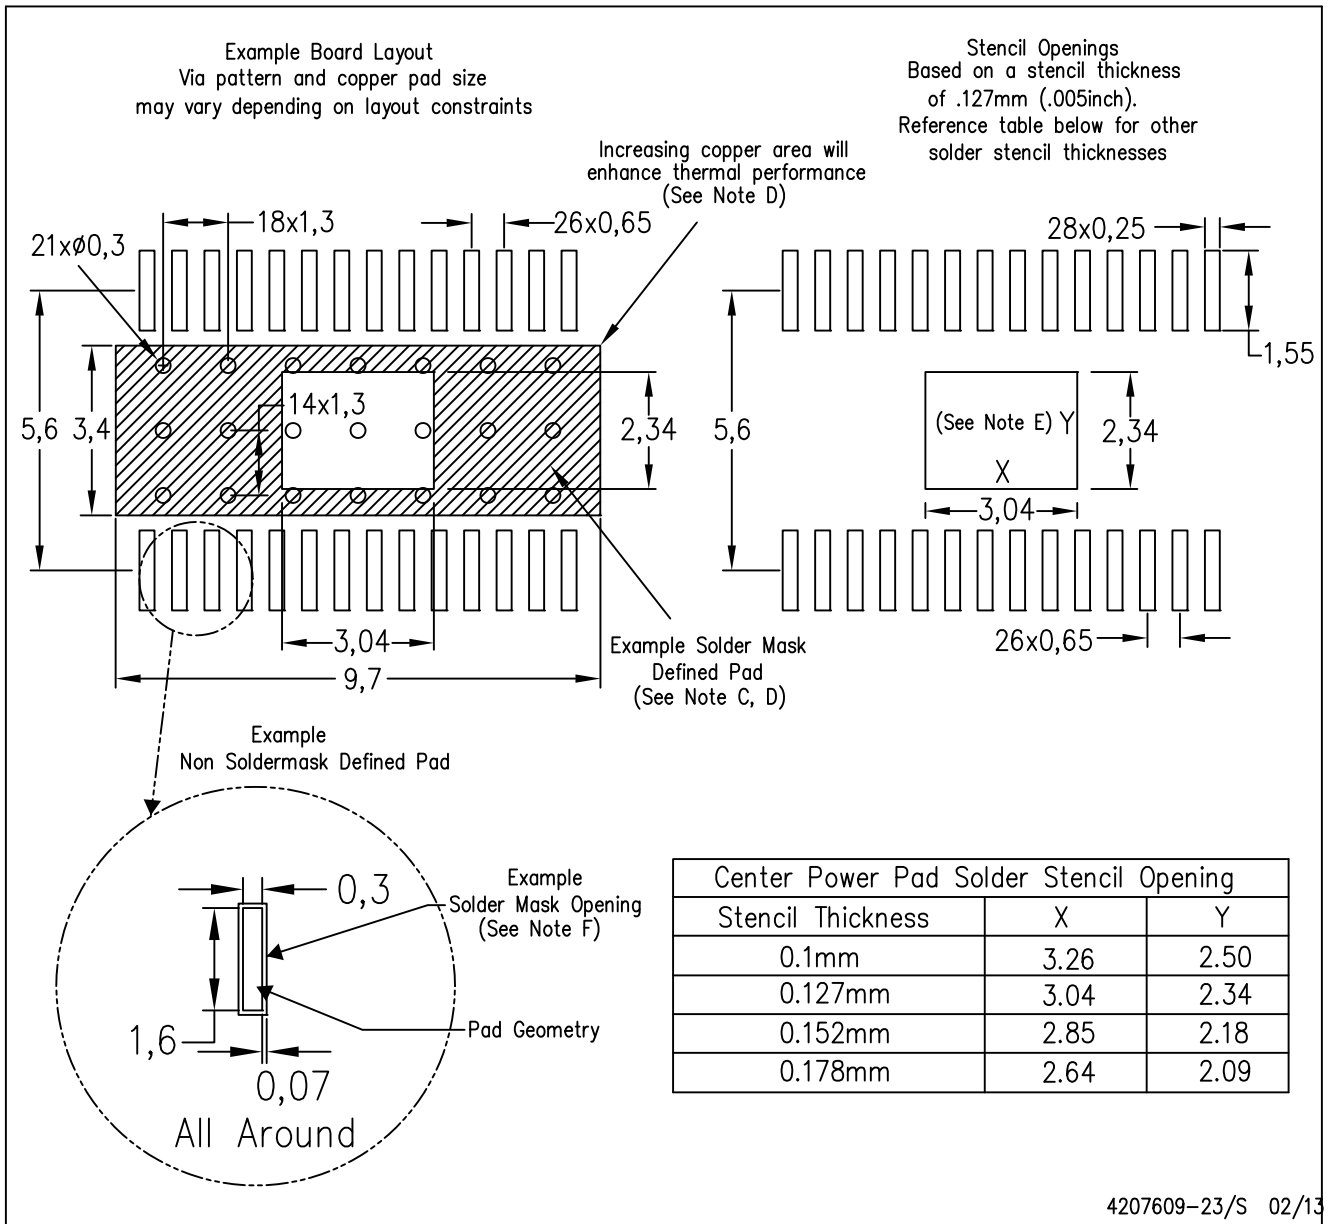 Example Board Layout
Via pattern and copper pad size
may vary depending on layout constraints
Stencil Openings
Based on a stencil thickness
of .127mm (.005inch).
Reference table below for other
solder stencil thicknesses
Increasing copper area will
enhance thermal performance
(See Note D)
18x1,3
26x0,65
21xø0,3
14x1,3
5,6
3,4
2,34
3,04
9,7
28x0,25
1,55
5,6
(See Note E)
Y
X
2,34
3,04
26x0,65
Example Solder Mask
Defined Pad
(See Note C, D)
Example
Non Soldermask Defined Pad
0,3
Example
Solder Mask Opening
(See Note F)
Pad Geometry
1,6
0,07
All Around
Center Power Pad Solder Stencil Opening
Stencil Thickness X Y
0.1mm 3.26 2.50
0.127mm 3.04 2.34
0.152mm 2.85 2.18
0.178mm 2.64 2.09
4207609-23/S 02/13